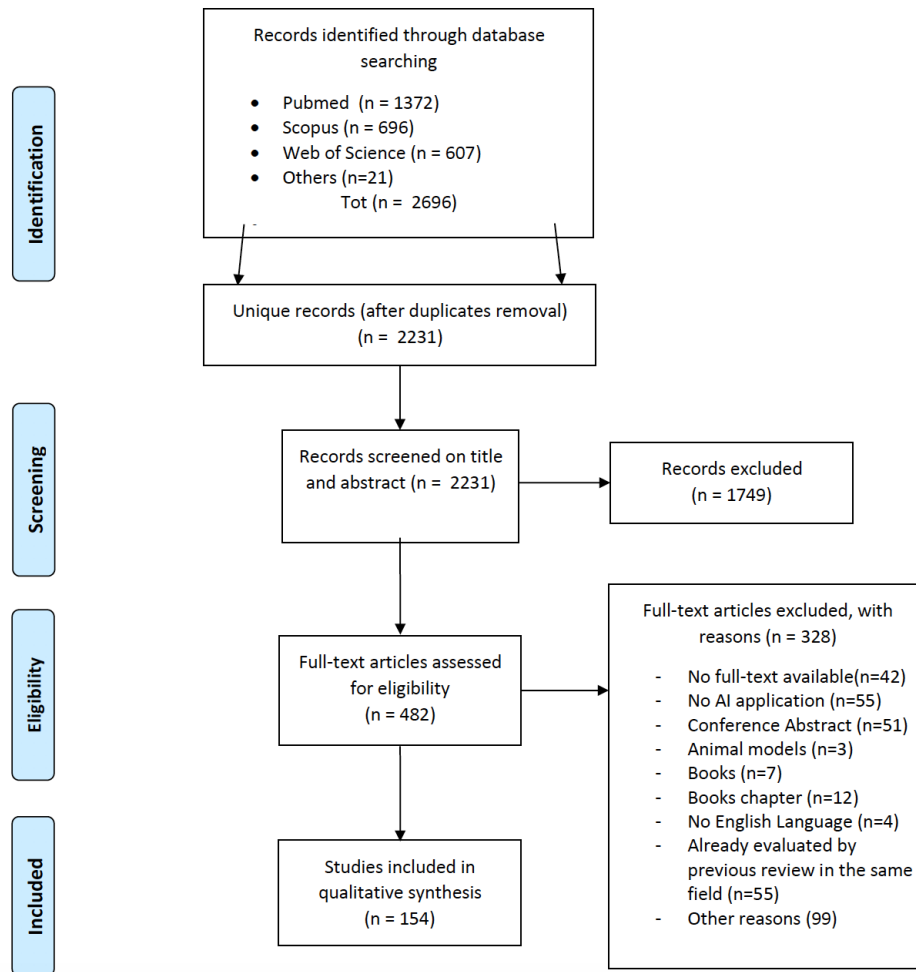 Records identified through database
searching
• Pubmed (n = 1372)
• Scopus (n = 696)
• Web of Science (n = 607)
• Others (n=21)
Tot (n = 2696)
-
Identification
Unique records (after duplicates removal)
(n = 2231)
Screening
Records screened on title
and abstract (n = 2231)
Records excluded
(n = 1749)
Eligibility
Full-text articles assessed
for eligibility
(n = 482)
Full-text articles excluded, with
reasons (n = 328)
- No full-text available(n=42)
- No AI application (n=55)
- Conference Abstract (n=51)
- Animal models (n=3)
- Books (n=7)
- Books chapter (n=12)
- No English Language (n=4)
- Already evaluated by
previous review in the same
field (n=55)
- Other reasons (99)
Included
Studies included in
qualitative synthesis
(n = 154)